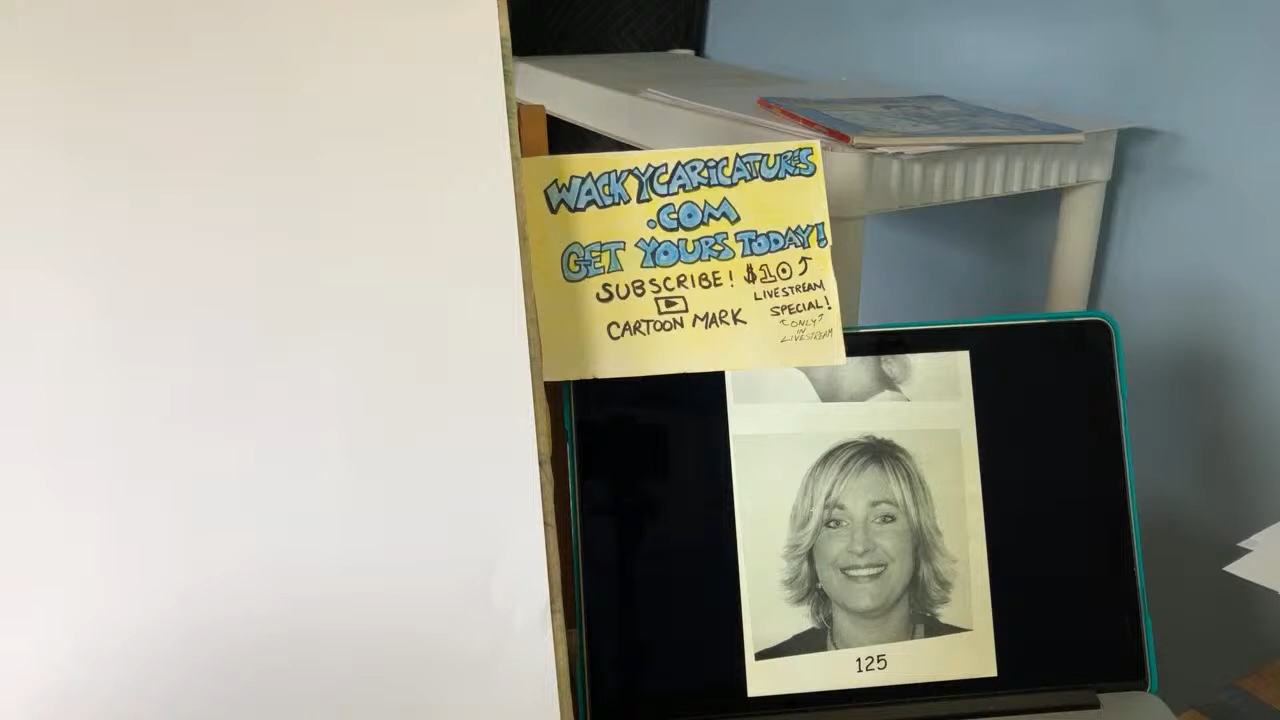 WACKYCARICATURES
.COM
GET YOURS TODAY!
SUBSCRIBE! $10
LIVESTREAM
SPECIAL!
CARTOON MARK
ONLY
IN
LIVESTREAM
125